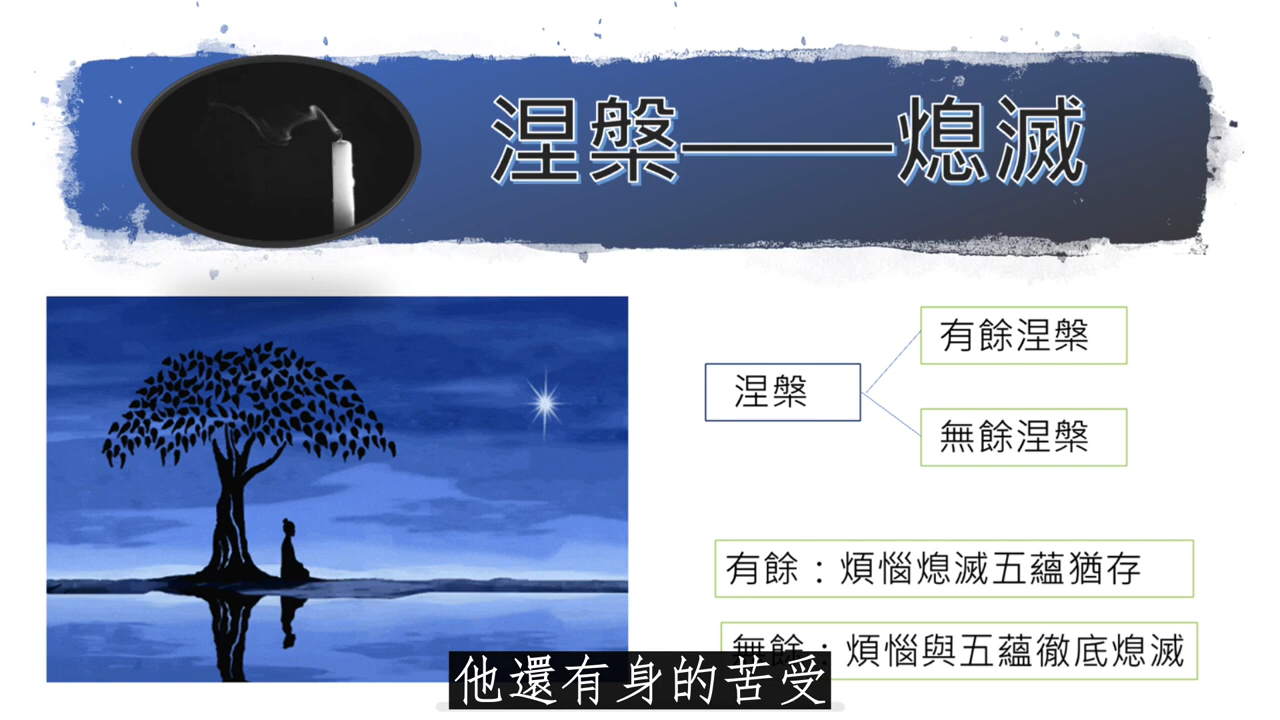 涅槃——熄滅
有餘涅槃
涅槃
無餘涅槃
有餘：煩惱熄滅五蘊猶存
無餘：煩惱與五蘊徹底熄滅
他還有身的苦受